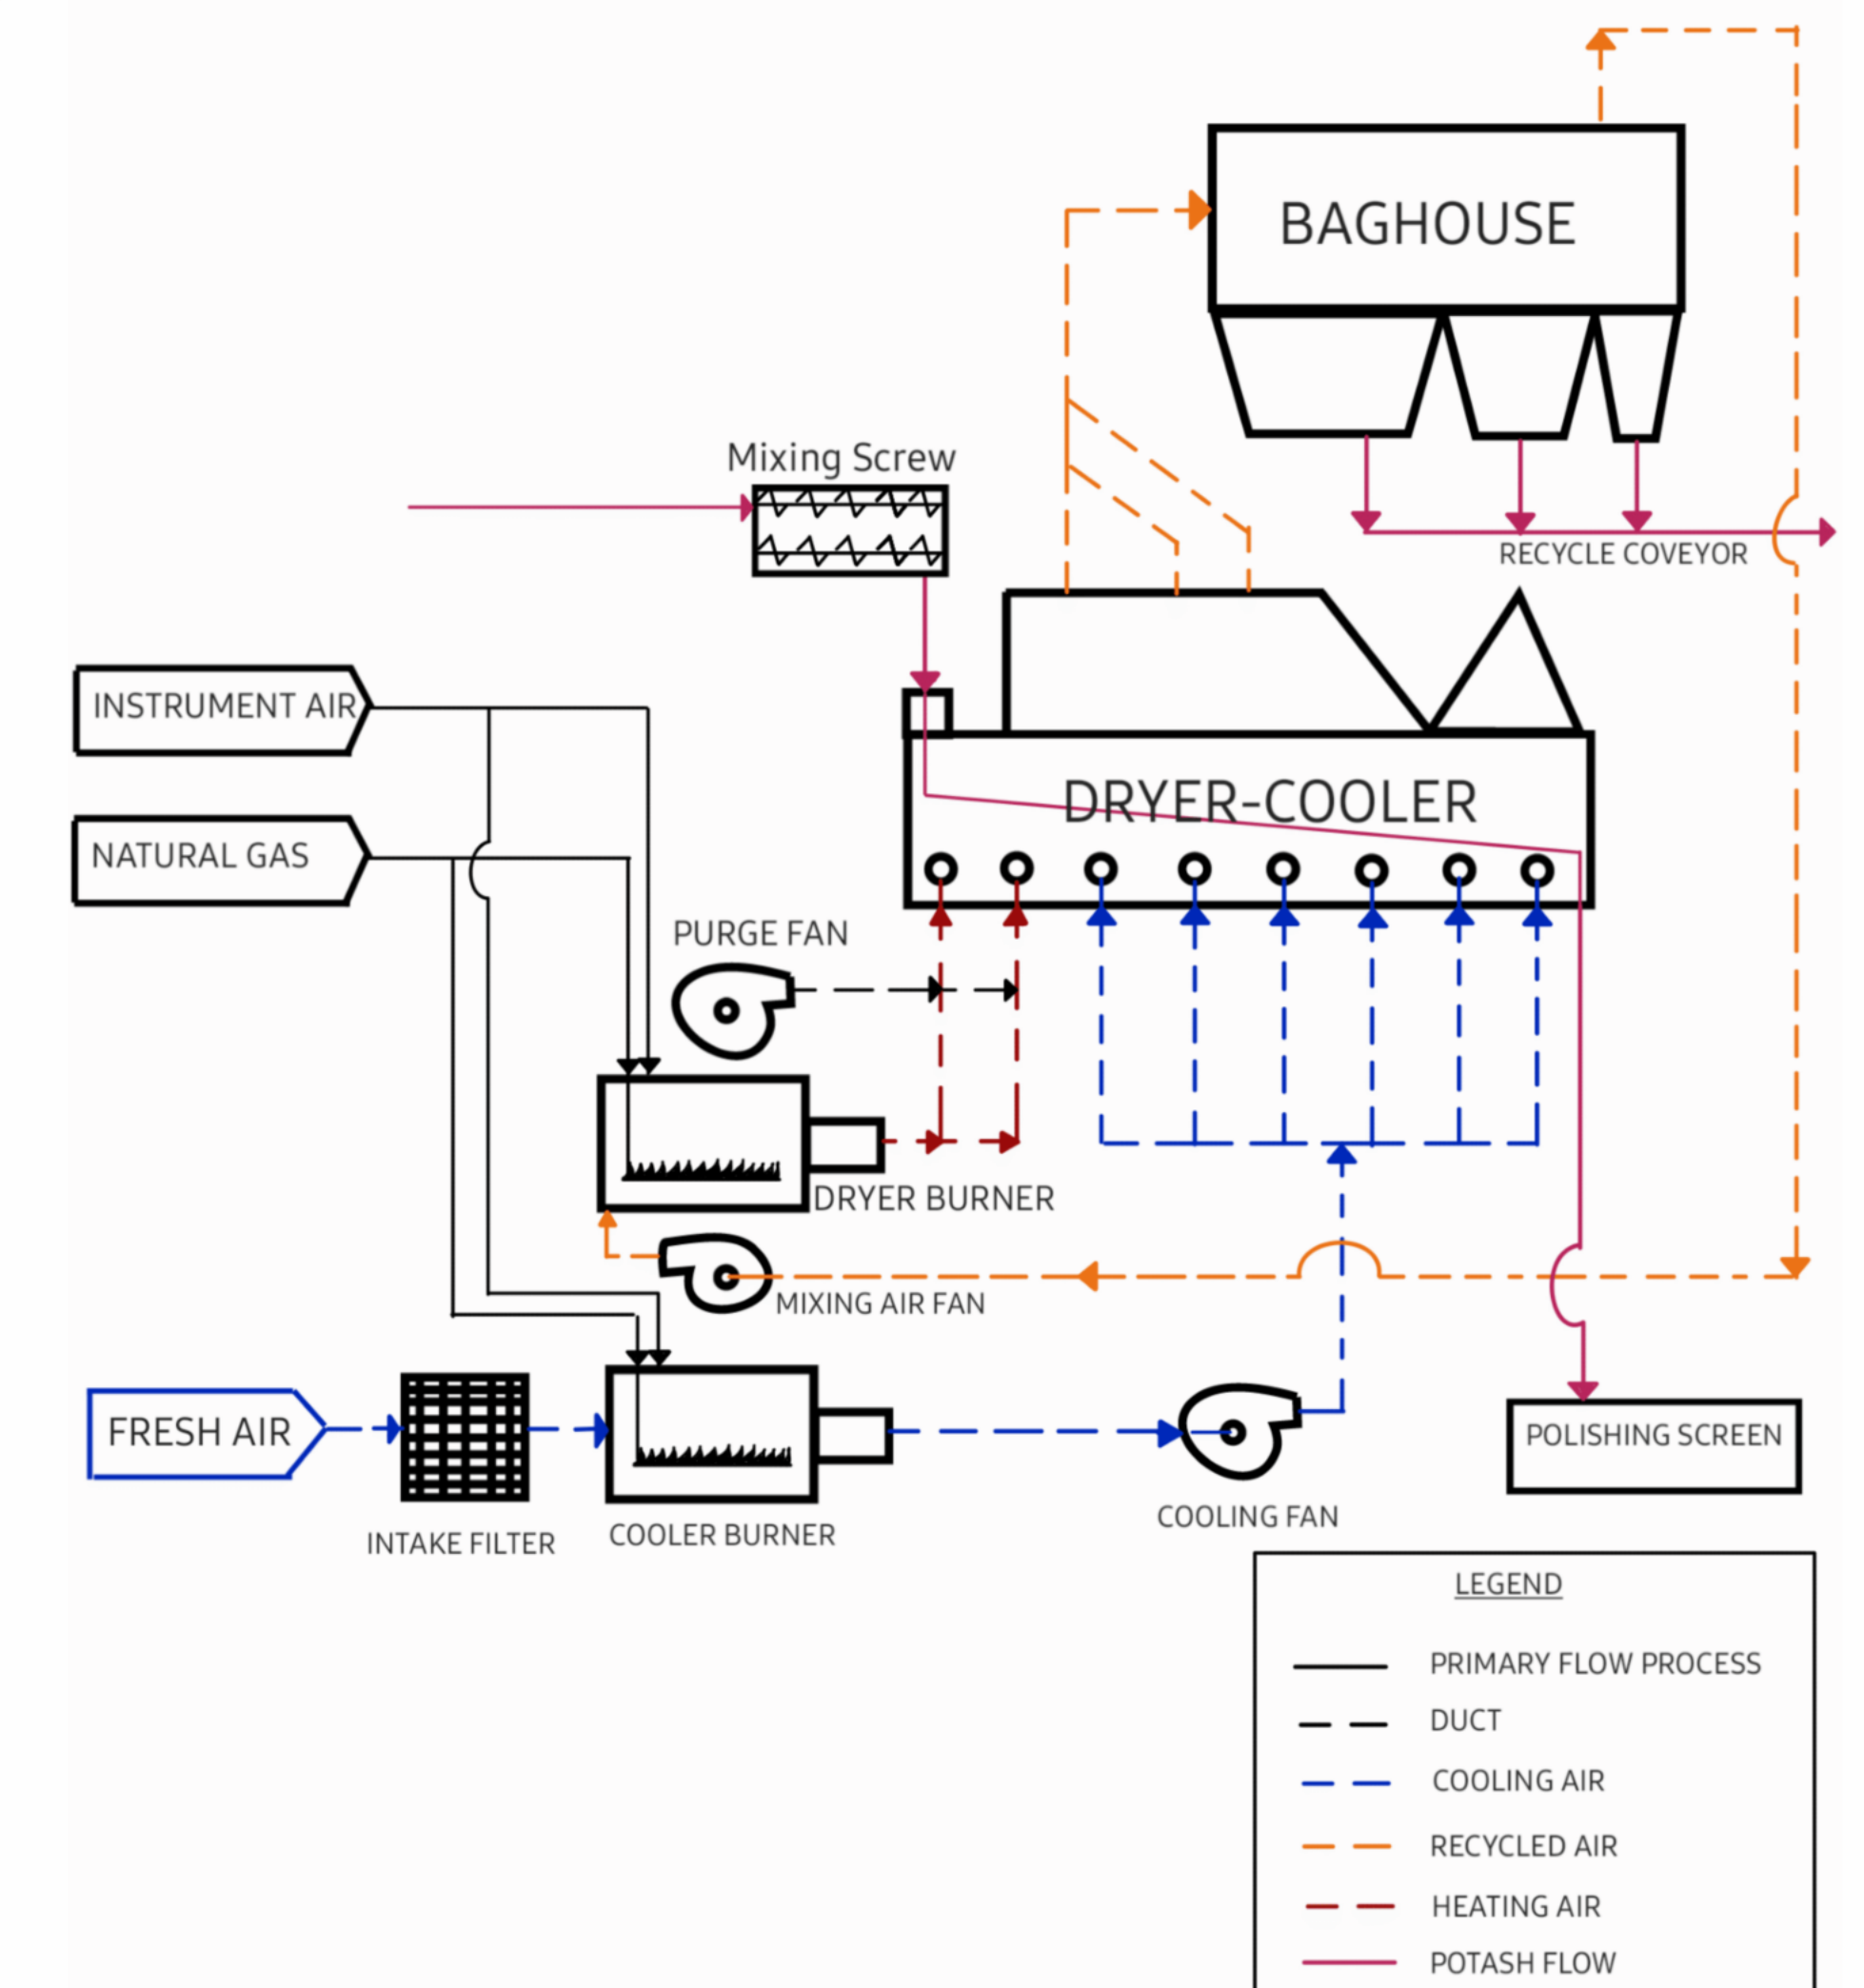 BAGHOUSE
Mixing Screw
RECYCLE COVEYOR
INSTRUMENT AIR
DRYER-COOLER
NATURAL GAS
PURGE FAN
DRYER BURNER
MIXING AIR FAN
FRESH AIR
POLISHING SCREEN
COOLING FAN
INTAKE FILTER
COOLER BURNER
LEGEND
PRIMARY FLOW PROCESS
DUCT
COOLING AIR
RECYCLED AIR
HEATING AIR
POTASH FLOW